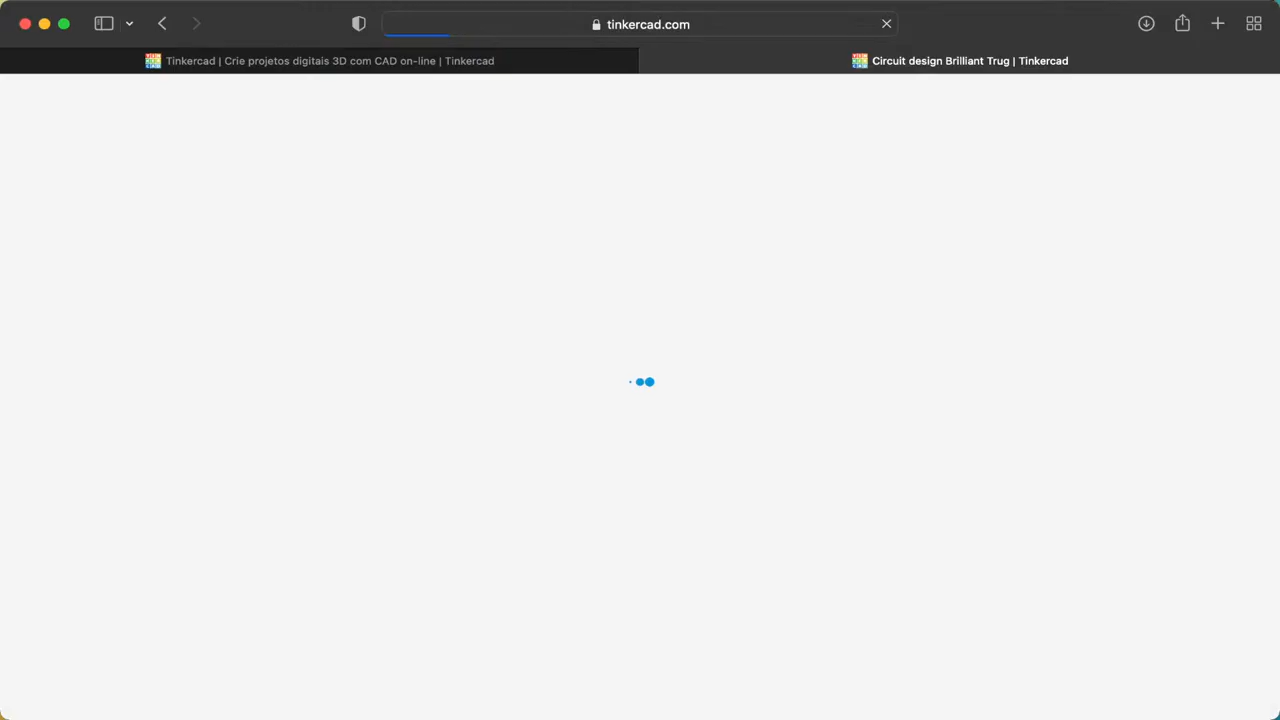 tinkercad.com
Tinkercad | Crie projetos digitais 3D com CAD on-line | Tinkercad
Circuit design Brilliant Trug | Tinkercad